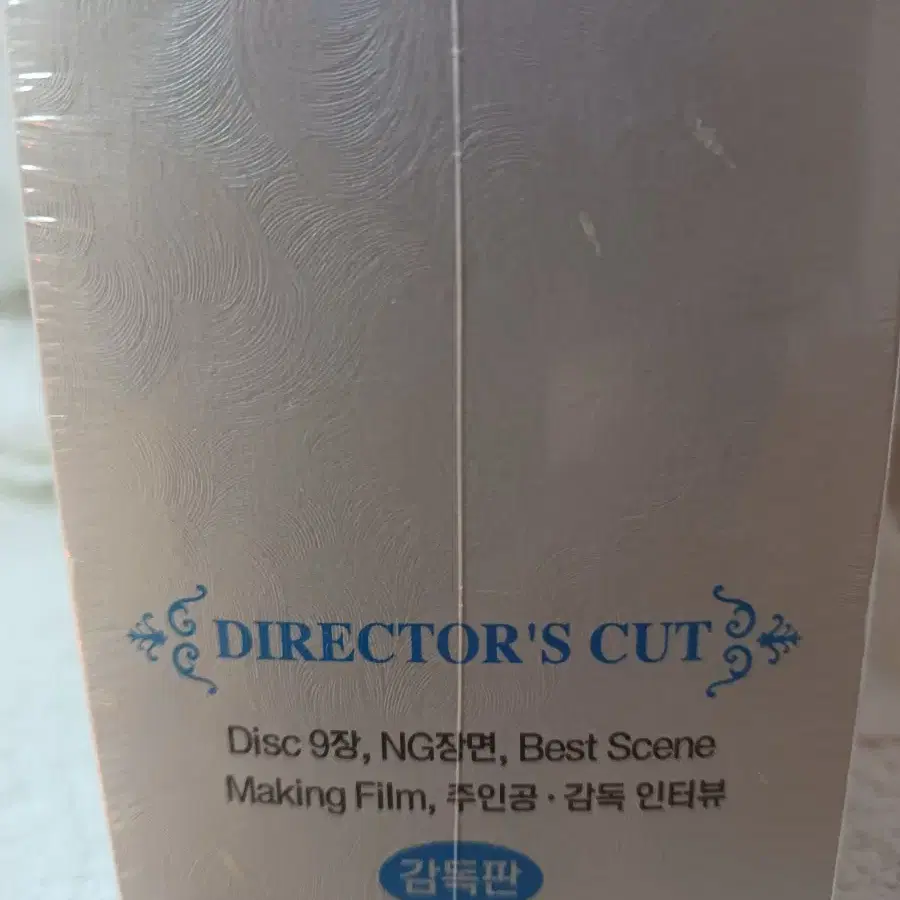 DIRECTOR'S CUT
Disc 9장, NG장면, Best Scene
Making Film, 주인공·감독 인터뷰
감독판